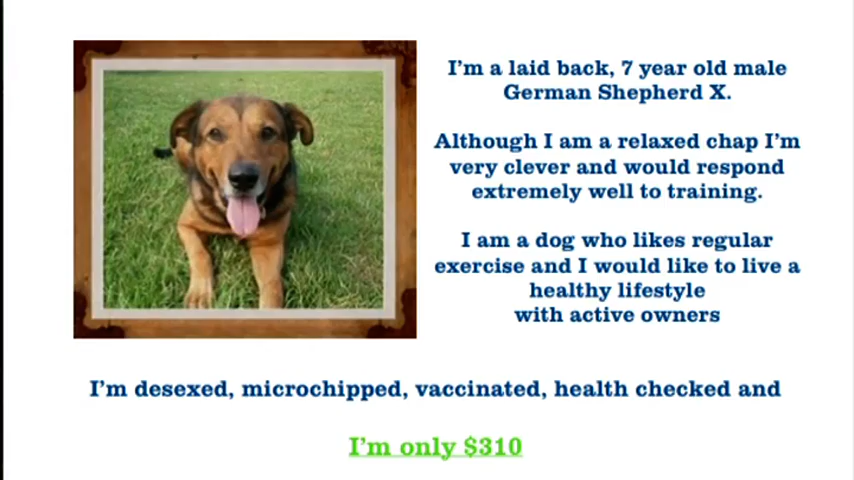 I'm a laid back, 7 year old male
German Shepherd X.
Although I am a relaxed chap I'm
very clever and would respond
extremely well to training.
I am a dog who likes regular
exercise and I would like to live a
healthy lifestyle
with active owners
I'm desexed, microchipped, vaccinated, health checked and
I'm only $310